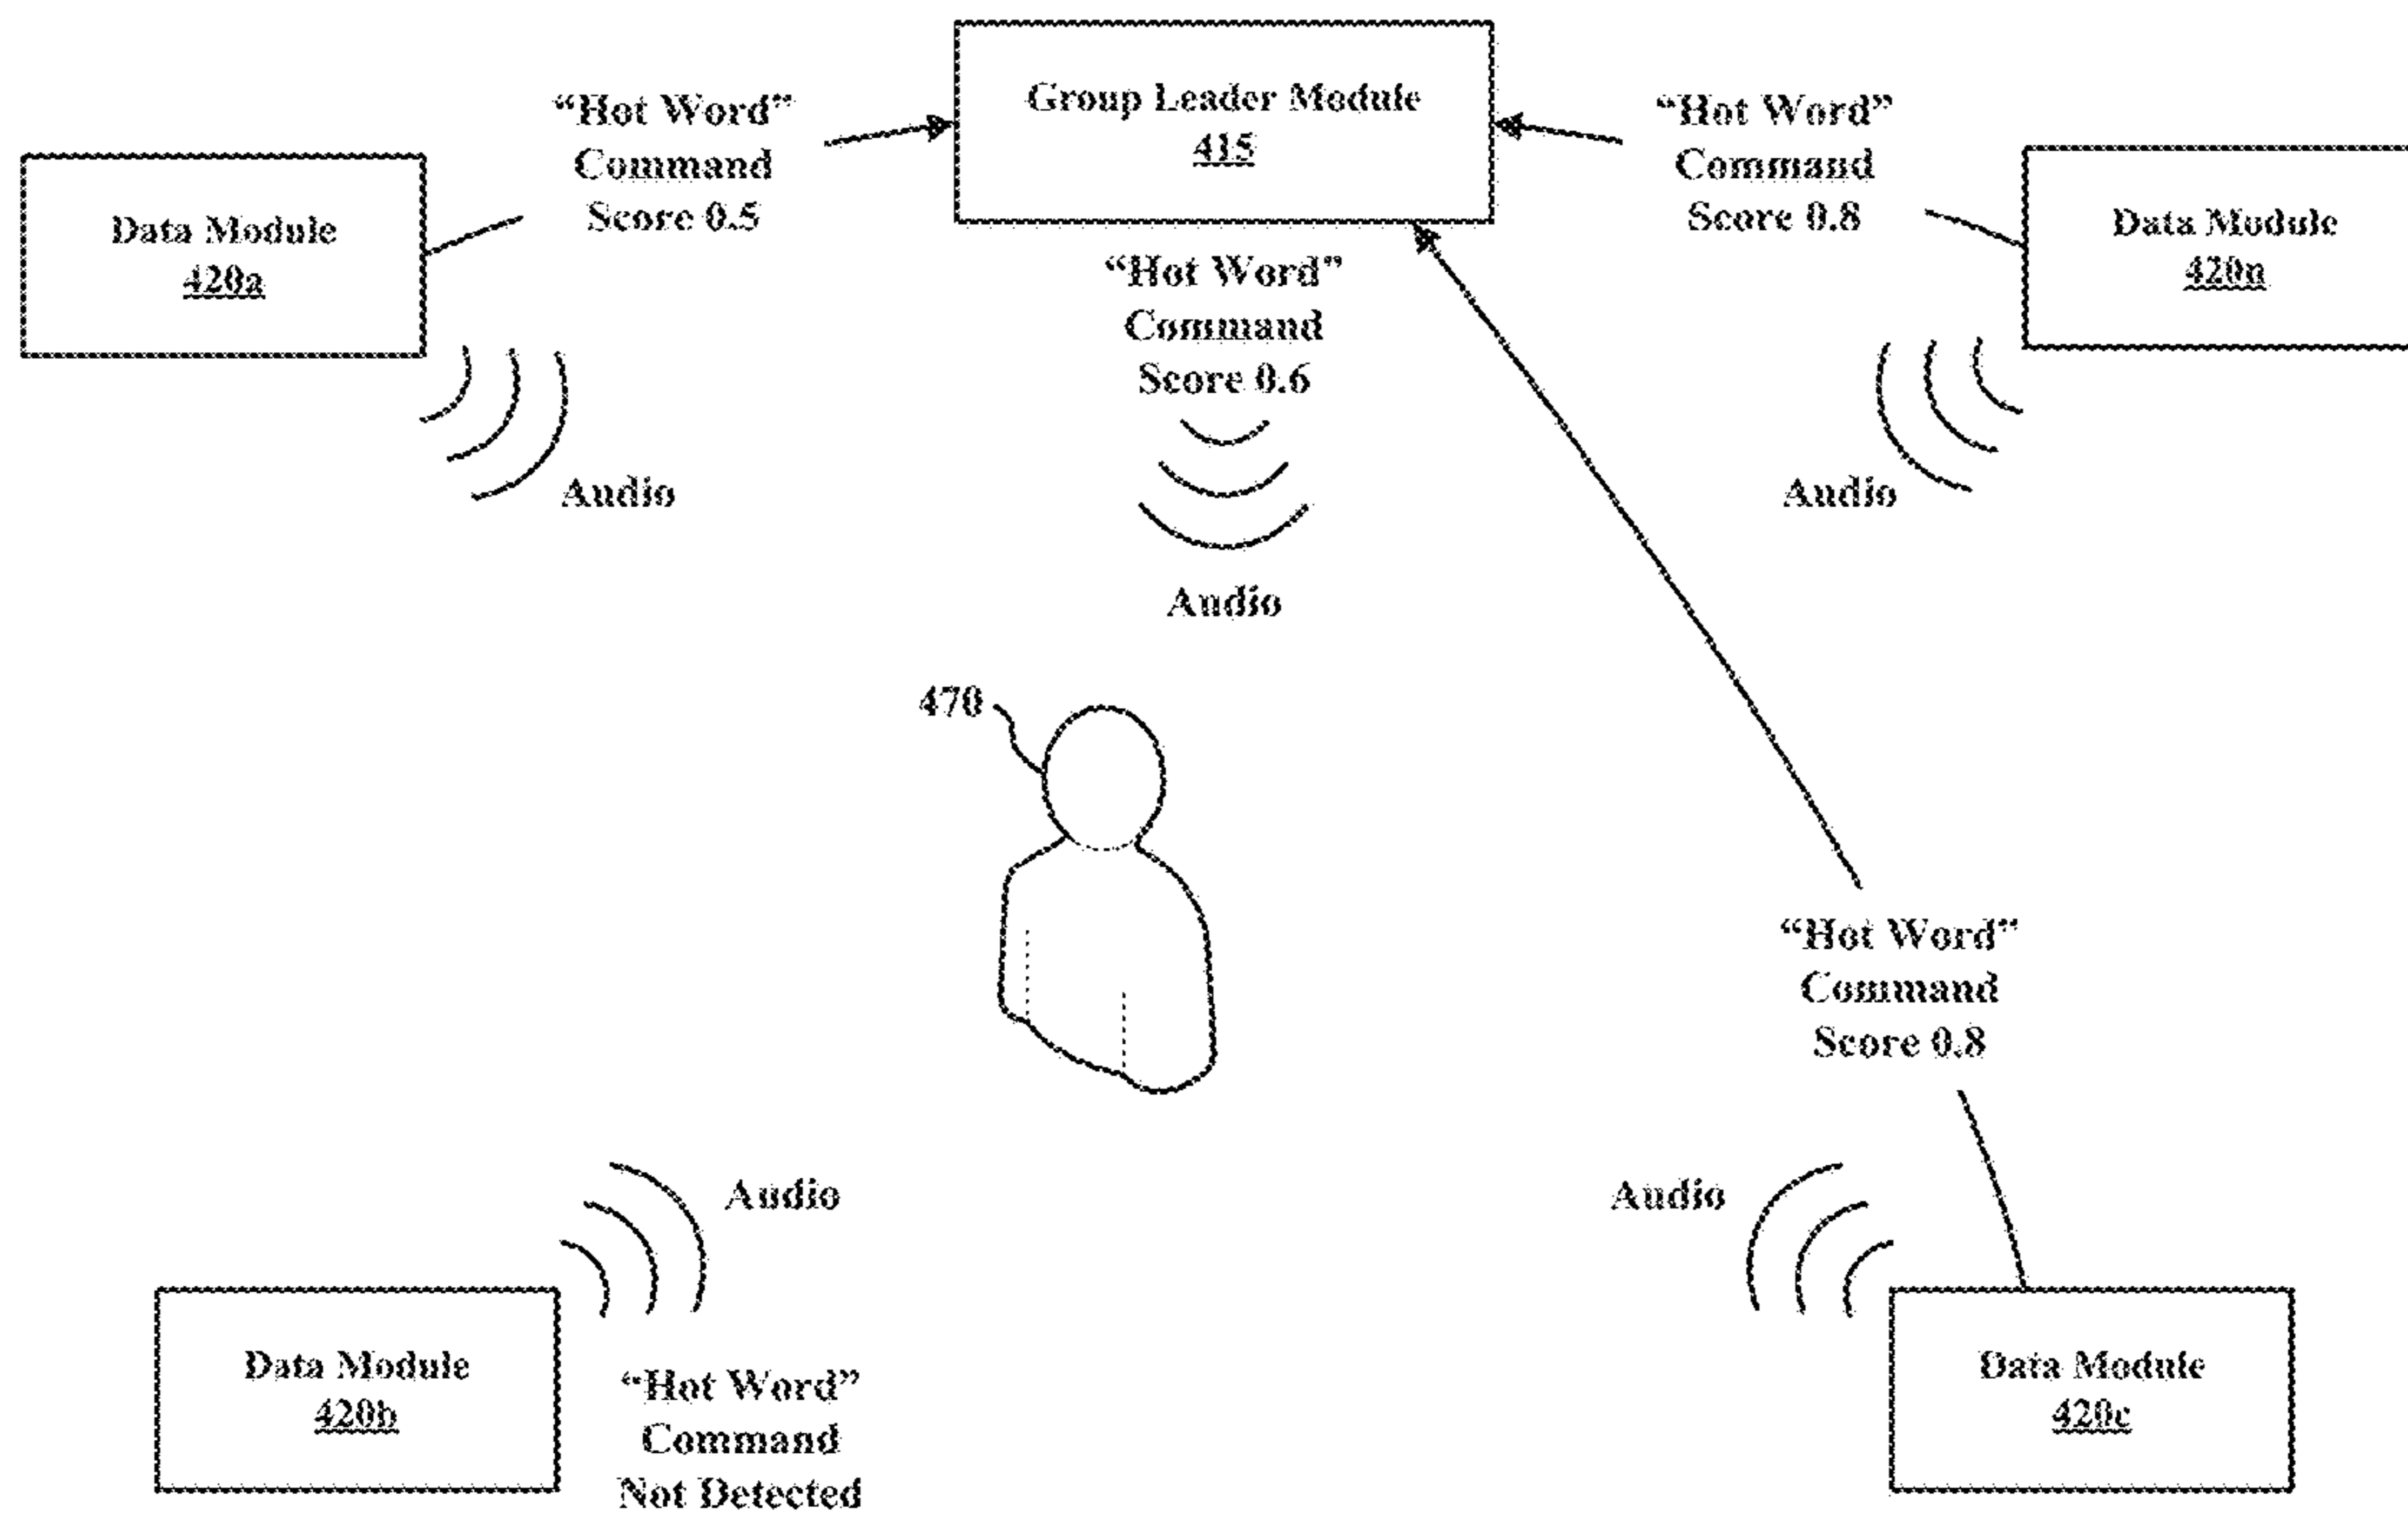 Group Leader Module
415
“Hot Word”
Command
Score 0.5
“Hot Word”
Command
Score 0.8
Data Module
420a
Data Module
420n
“Hot Word”
Command
Score 0.6
Audio
Audio
Audio
470
“Hot Word”
Command
Score 0.8
Audio
Audio
Data Module
420b
“Hot Word”
Command
Not Detected
Data Module
420c